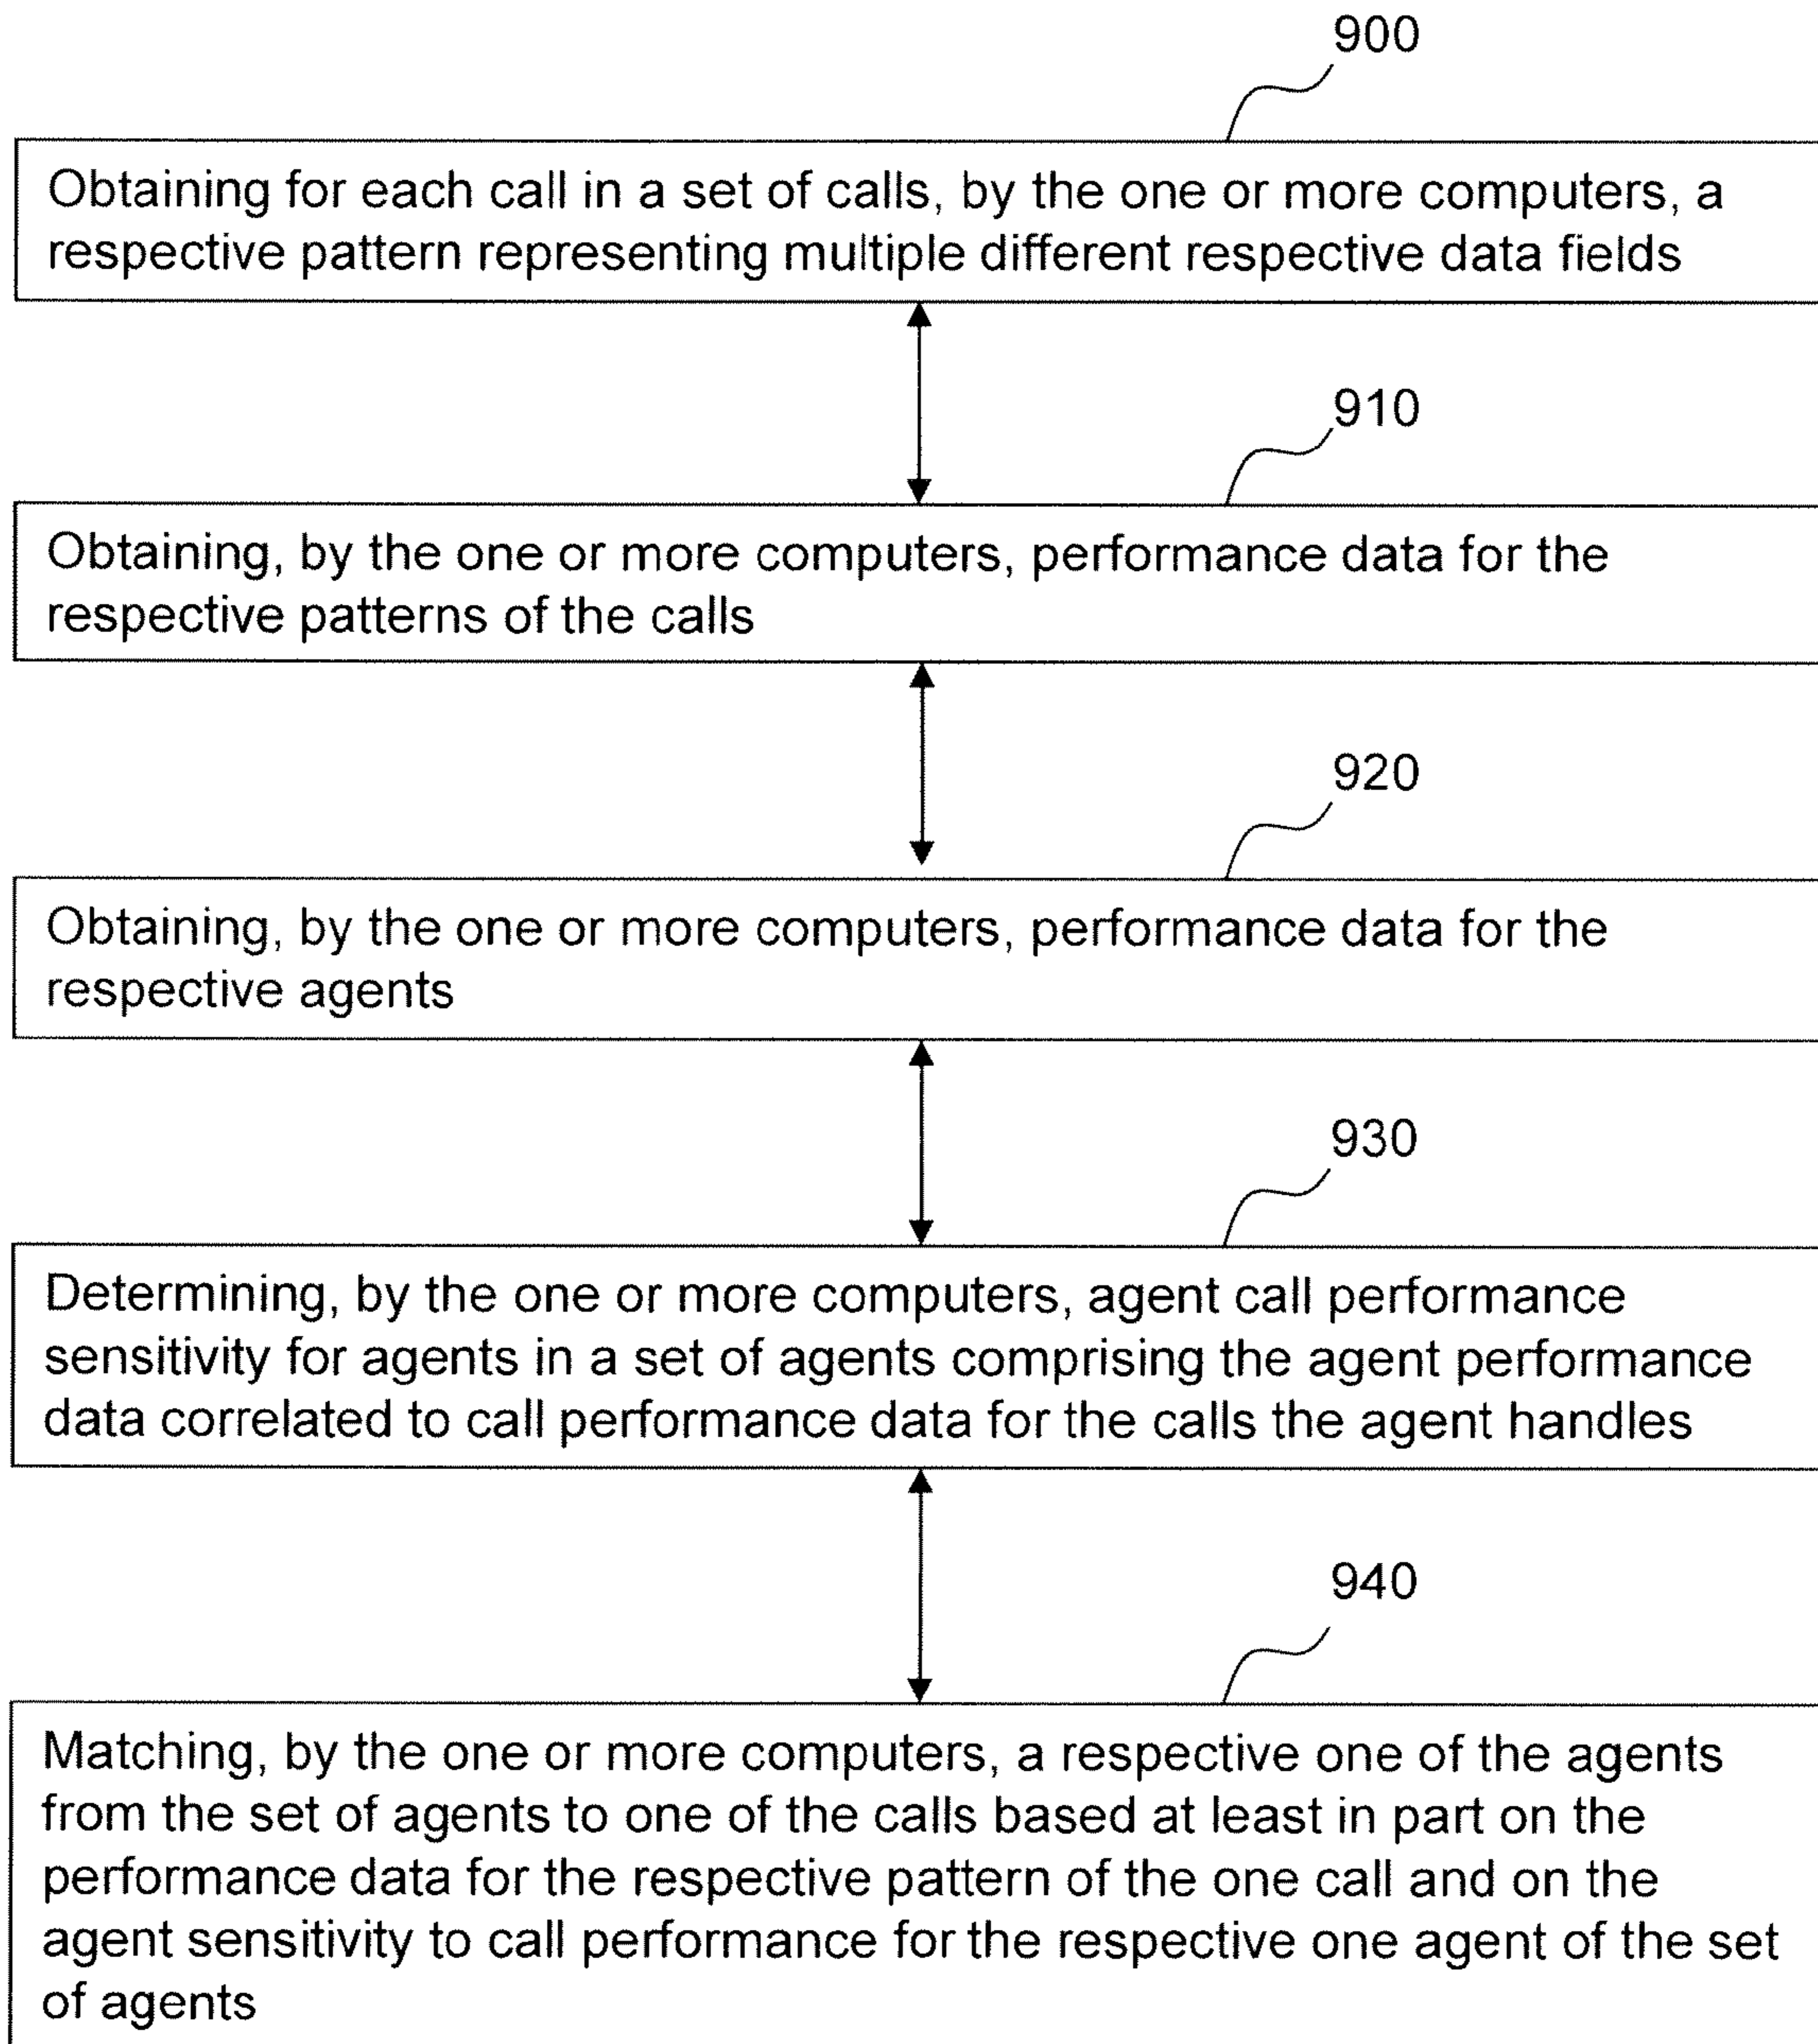 900
Obtaining for each call in a set of calls, by the one or more computers, a
respective pattern representing multiple different respective data fields
910
Obtaining, by the one or more computers, performance data for the
respective patterns of the calls
920
Obtaining, by the one or more computers, performance data for the
respective agents
930
Determining, by the one or more computers, agent call performance
sensitivity for agents in a set of agents comprising the agent performance
data correlated to call performance data for the calls the agent handles
940
Matching, by the one or more computers, a respective one of the agents
from the set of agents to one of the calls based at least in part on the
performance data for the respective pattern of the one call and on the
agent sensitivity to call performance for the respective one agent of the set
of agents